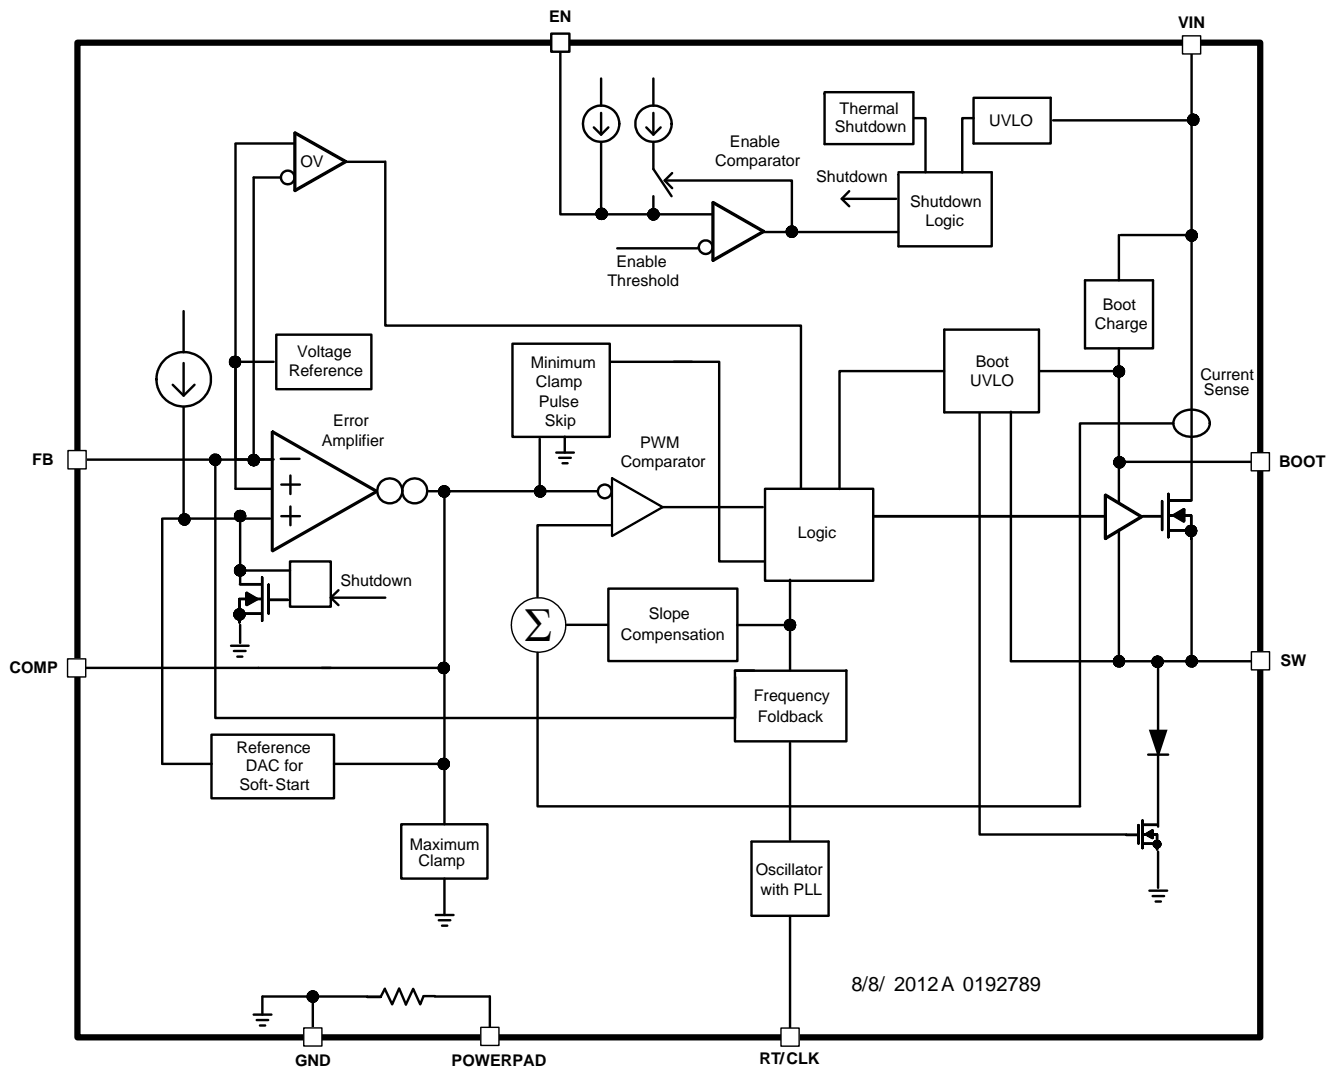 EN
VIN
Thermal
Shutdown
UVLO
Enable
Comparator
OV
Shutdown
Shutdown
Logic
Enable
Threshold
Boot
Charge
Voltage
Reference
Minimum
Clamp
Pulse
Skip
Boot
UVLO
Current
Sense
Error
Amplifier
PWM
Comparator
FB
−
+
+
BOOT
Logic
Shutdown
Σ
Slope
Compensation
COMP
SW
Frequency
Foldback
Reference
DAC for
Soft-Start
Maximum
Clamp
Oscillator
with PLL
8/8/ 2012 A 0192789
GND
POWERPAD
RT/CLK